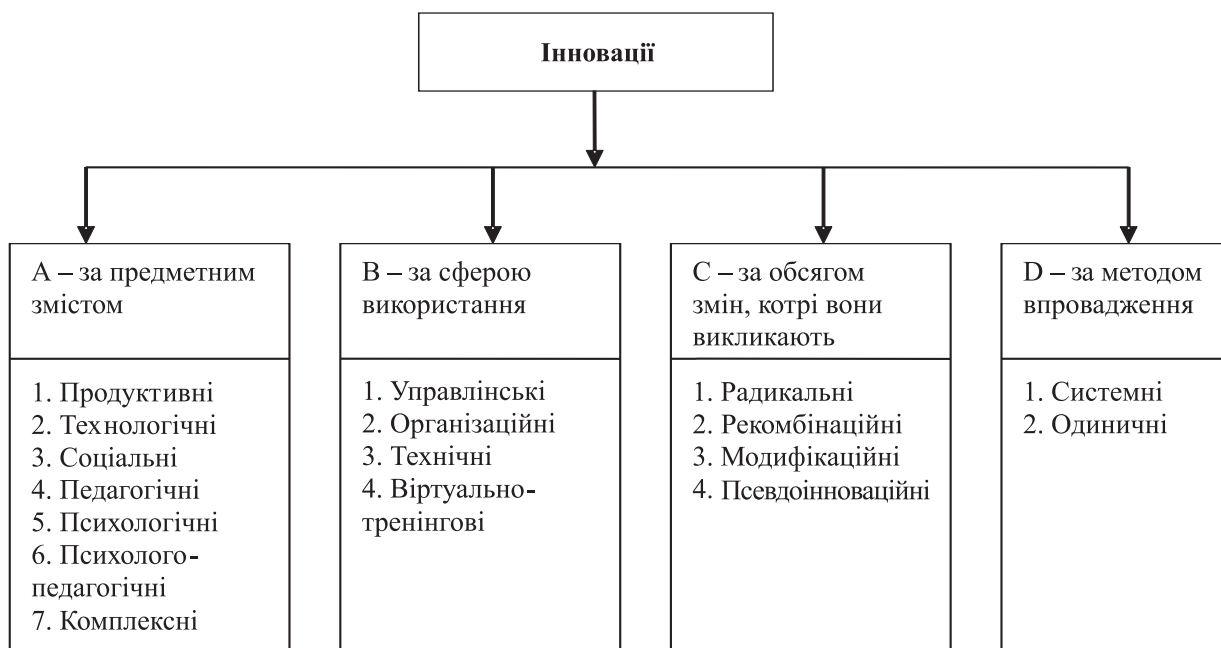 Інновації
А – за предметним
змістом
1. Продуктивні
2. Технологічні
3. Соціальні
4. Педагогічні
5. Психологічні
6. Психолого-
педагогічні
7. Комплексні
В – за сферою
використання
1. Управлінські
2. Організаційні
3. Технічні
4. Віртуально-
тренінгові
С – за обсягом
змін, котрі вони
викликають
1. Радикальні
2. Рекомбінаційні
3. Модифікаційні
4. Псевдоінноваційні
D – за методом
впровадження
1. Системні
2. Одиничні